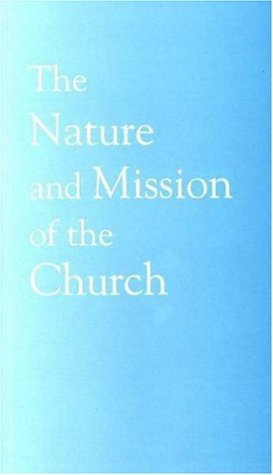 The
Nature
and Mission
of the
Church